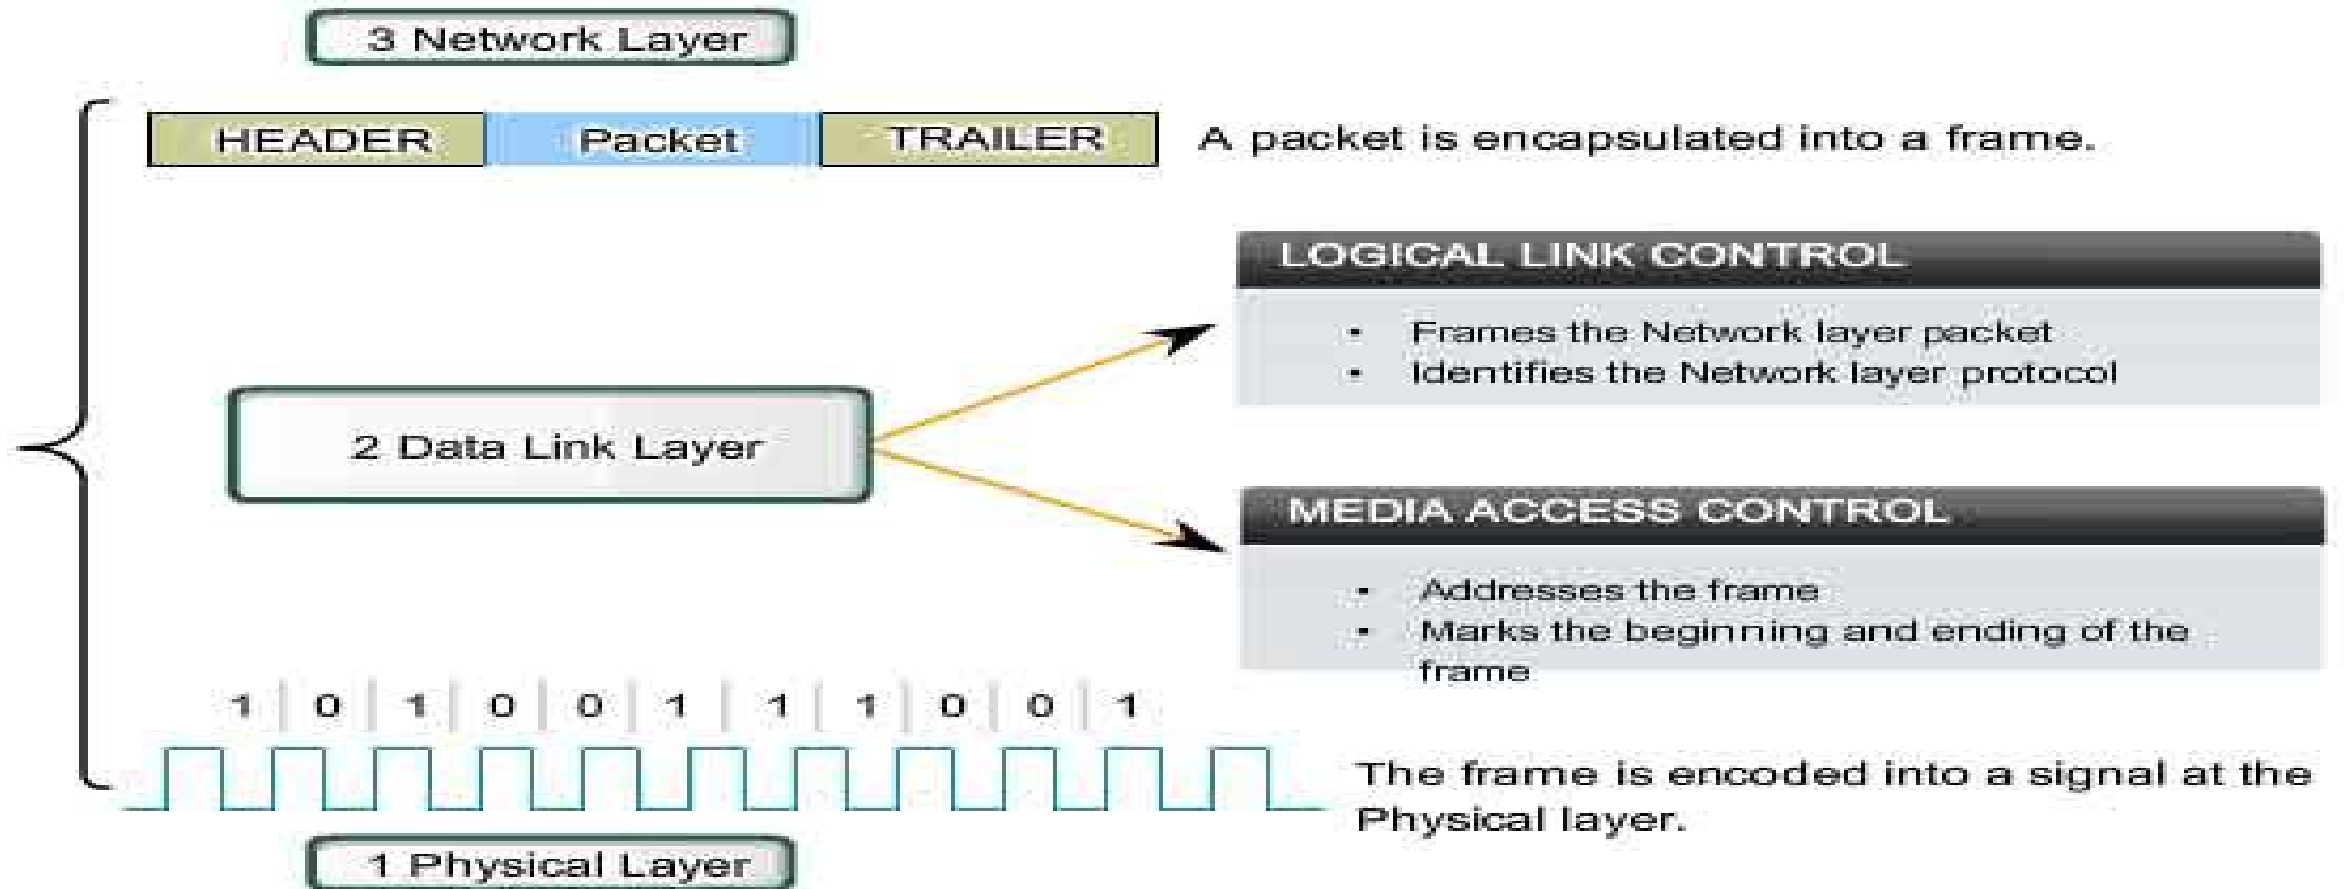 3 Network Layer
HEADER Packet TRAILER
A packet is encapsulated into a frame.
LOGICAL LINK CONTROL
• Frames the Network layer packet
• Identifies the Network layer protocol
2 Data Link Layer
MEDIA ACCESS CONTROL
• Addresses the frame
• Marks the beginning and ending of the
frame
1 0 1 0 0 1 1 1 0 0 1
The frame is encoded into a signal at the
Physical layer.
1 Physical Layer